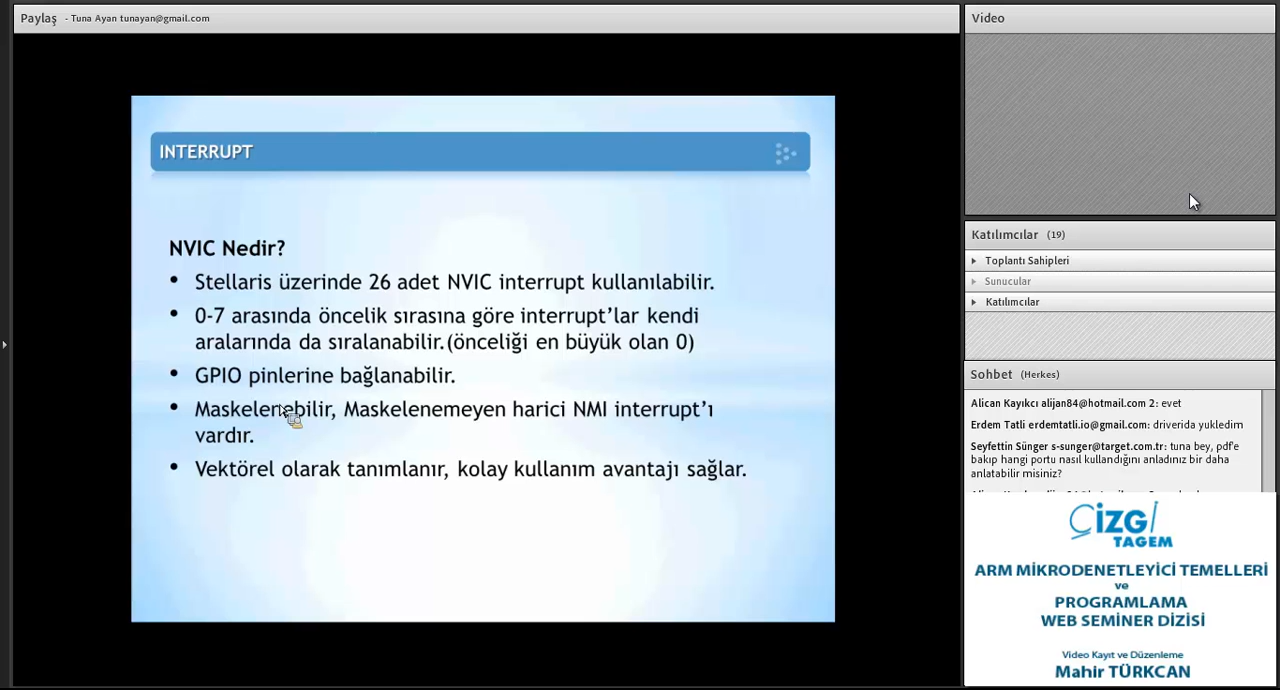 Paylaş - Tuna Ayan tunayan@gmail.com
INTERRUPT
NVIC Nedir?
• Stellaris üzerinde 26 adet NVIC interrupt kullanılabilir.
• 0-7 arasında öncelik sırasına göre interrupt’lar kendi
aralarında da sıralanabilir.(önceliği en büyük olan 0)
• GPIO pinlerine bağlanabilir.
• Maskelenebilir, Maskelenemeyen harici NMI interrupt’ı
vardır.
• Vektörel olarak tanımlanır, kolay kullanım avantajı sağlar.
Video
Katılımcılar (19)
Toplantı Sahipleri
Sunucular
Katılımcılar
Sohbet (Herkes)
Alican Kayıkcı alijan84@hotmail.com 2: evet
Erdem Tatli erdemtatli.io@gmail.com: driverida yukledim
Seyfettin Sünger s-sunger@target.com.tr: tuna bey, pdf'e
bakıp hangi portu nasıl kullandığını anladınız bir daha
anlatabilir misiniz?
ÇİZGİ
TAGEM
ARM MİKRODENETLEYİCİ TEMELLERİ
ve
PROGRAMLAMA
WEB SEMİNER DİZİSİ
Video Kayıt ve Düzenleme
Mahir TÜRKCAN